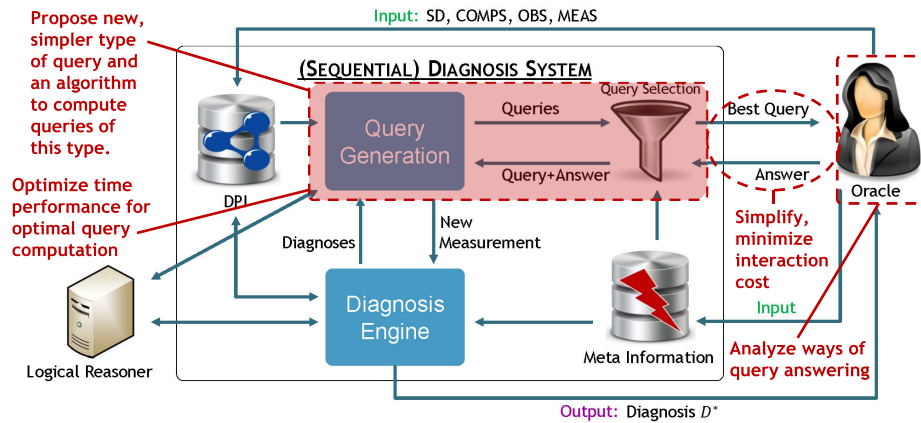 Input: SD, COMPS, OBS, MEAS
Propose new,
simpler type
of query and
an algorithm
to compute
queries of
this type.
(SEQUENTIAL) DIAGNOSIS SYSTEM
Query
Generation
Queries
Query+Answer
Query Selection
Best Query
Answer
Oracle
DPI
Optimize time
performance for
optimal query
computation
Diagnoses
New
Measurement
Simplify,
minimize
interaction
cost
Diagnosis
Engine
Logical Reasoner
Meta Information
Input
Analyze ways of
query answering
Output: Diagnosis D*